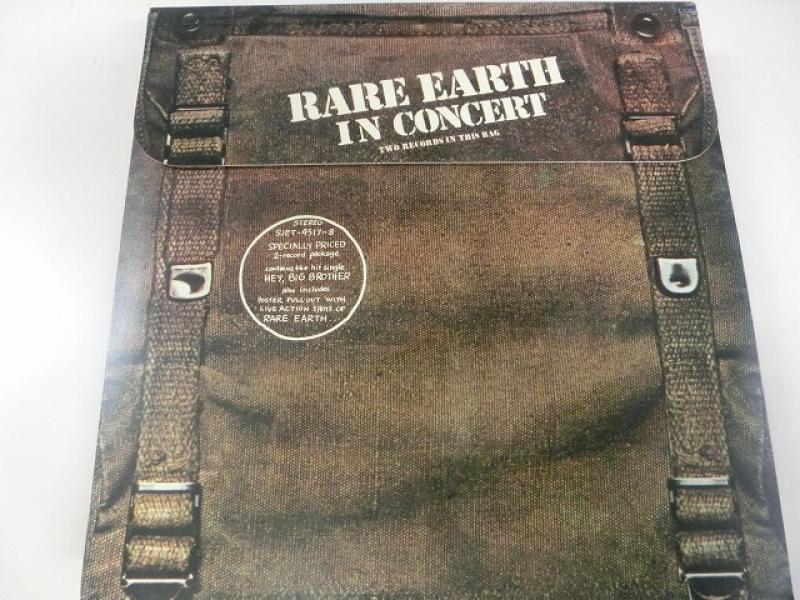 RARE EARTH
IN CONCERT
TWO RECORDS IN THIS BAG
STEREO
SJET-9517-8
SPECIALLY PRICED
2-record package
contains the hit single
HEY, BIG BROTHER
also includes
POSTER PULL-OUT WITH
LIVE ACTION SHOTS OF
RARE EARTH...